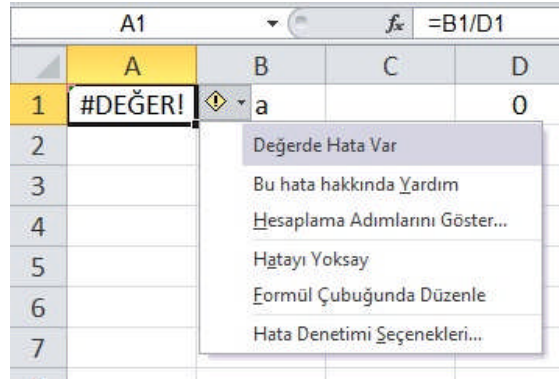 A1 fx =B1/D1
A B C D
1 #DEĞER! a 0
Değerde Hata Var
2
Bu hata hakkında Yardım
3
Hesaplama Adımlarını Göster...
4
Hatayı Yoksay
5
Formül Çubuğunda Düzenle
6
Hata Denetimi Seçenekleri...
7